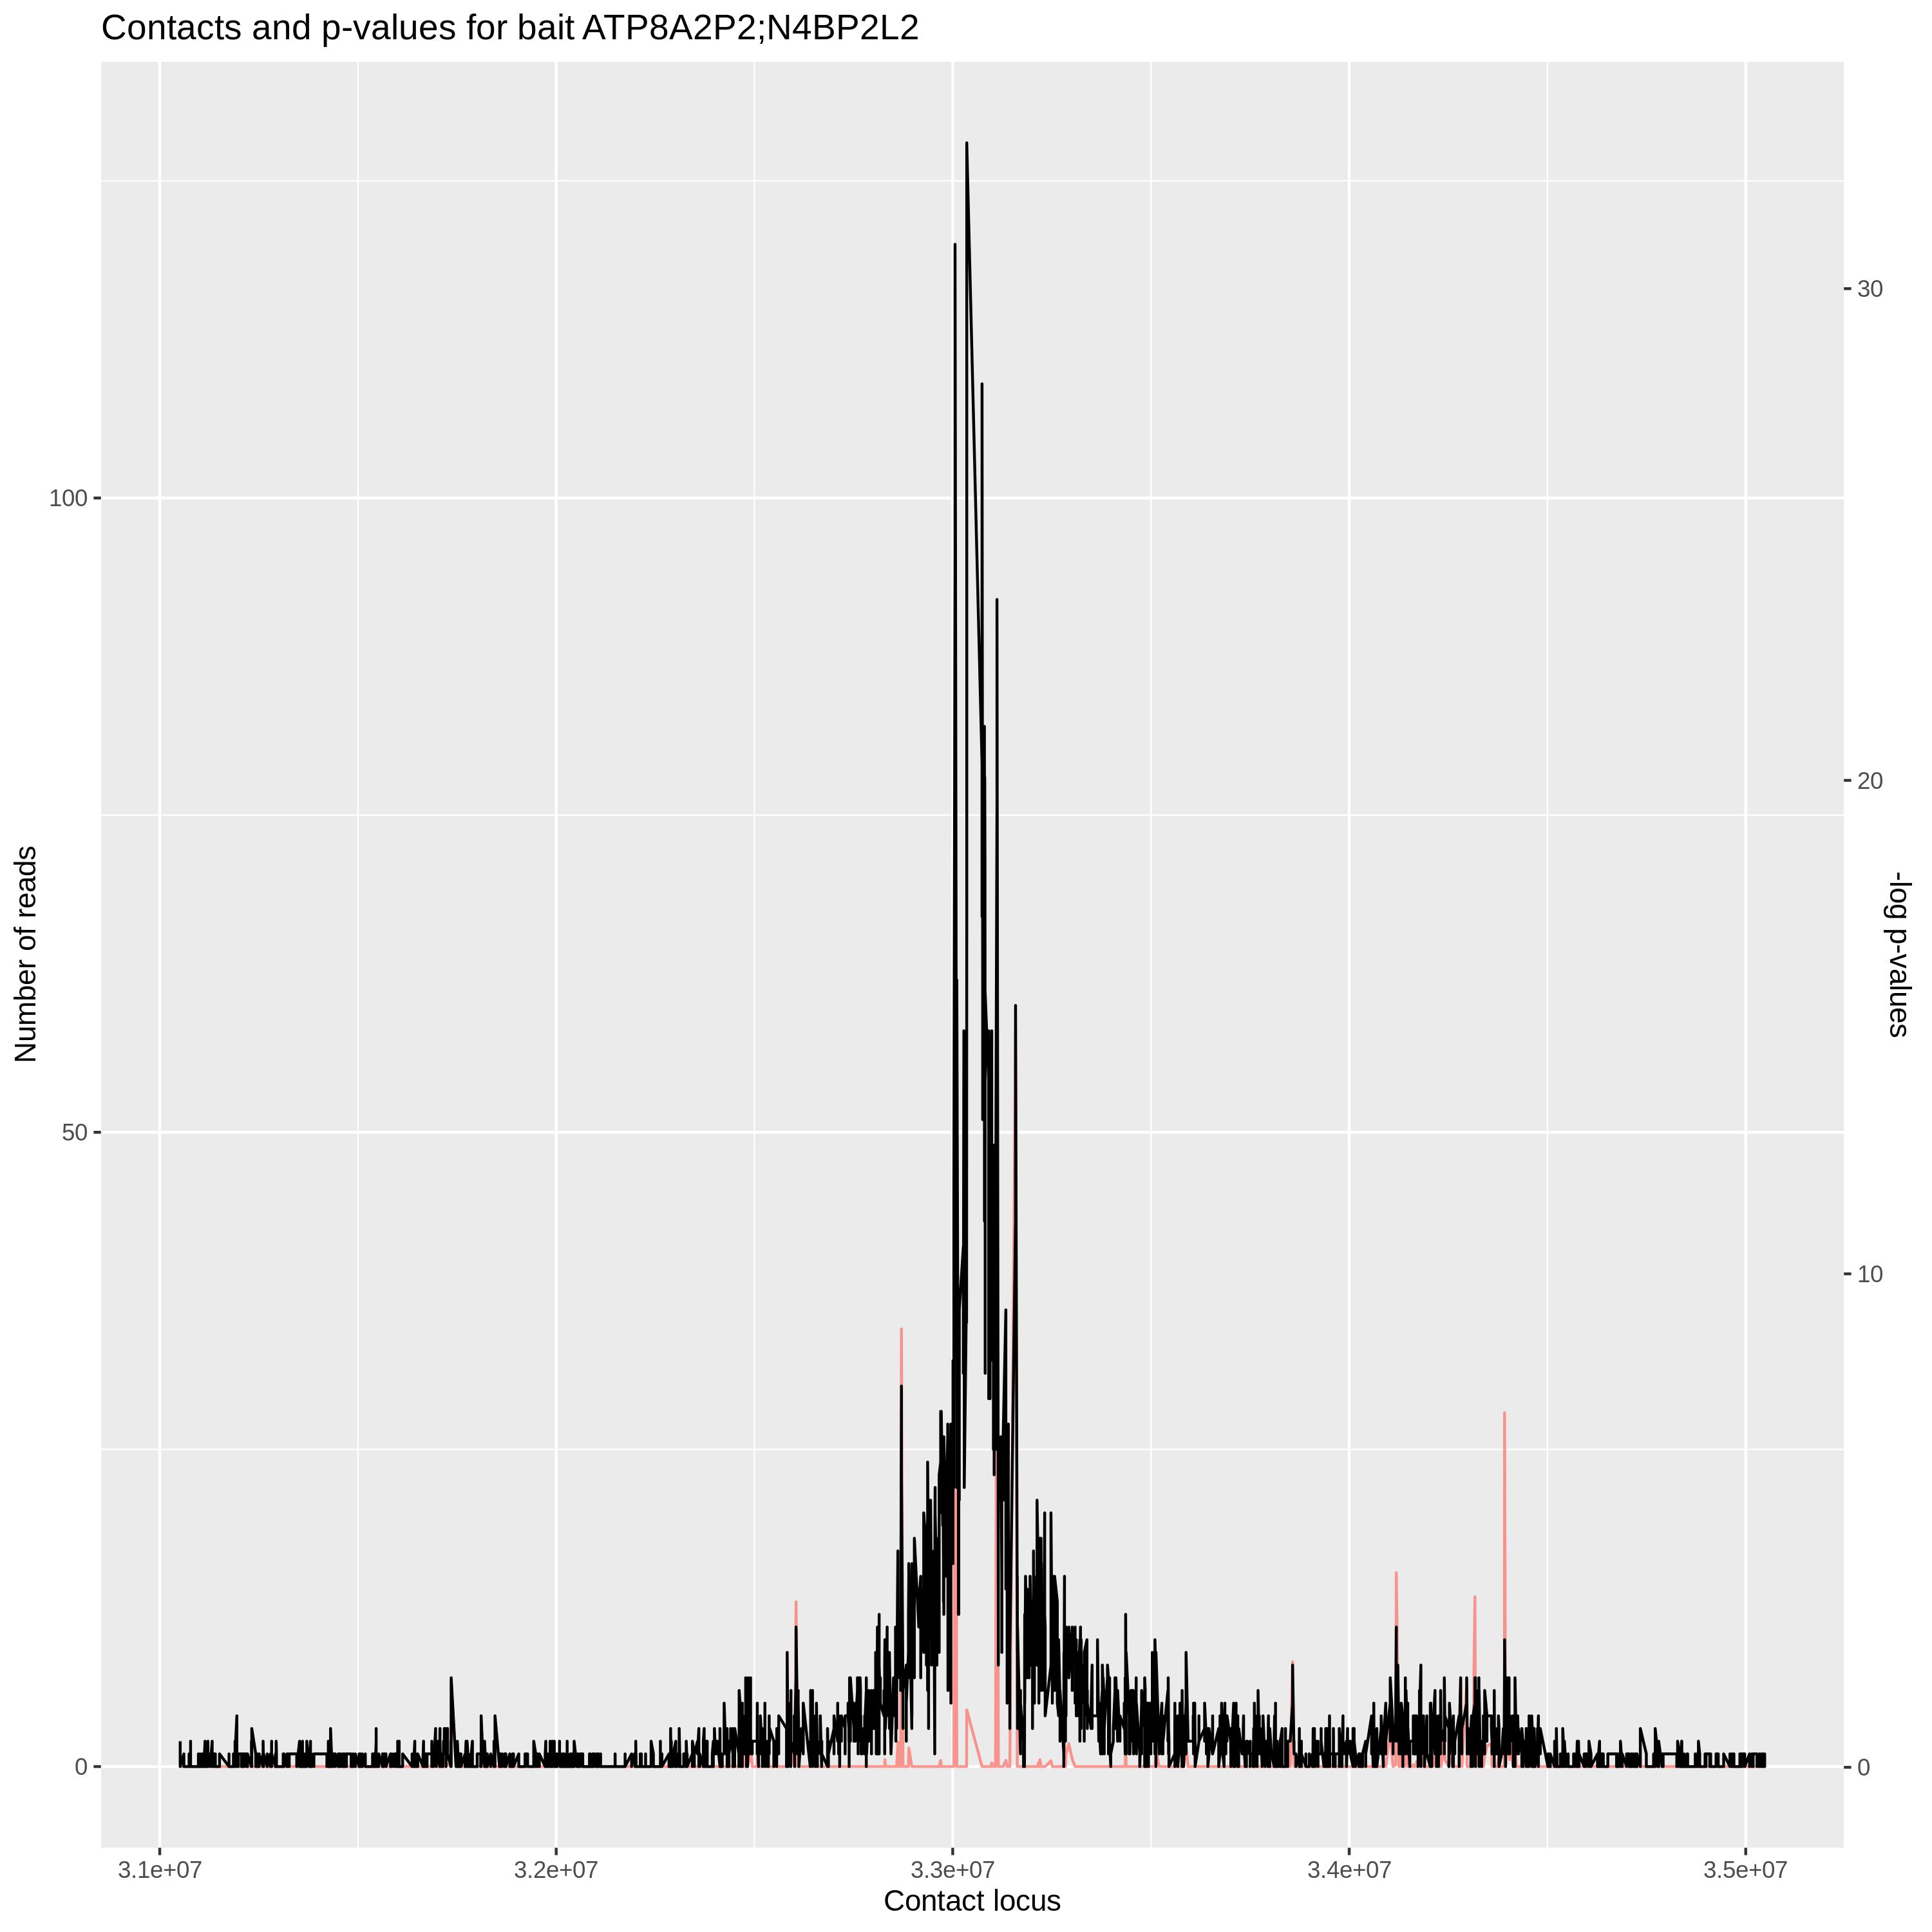 Contacts and p-values for bait ATP8A2P2;N4BP2L2
Number of reads
100
50
0
30
20
10
0
-log p-values
3.1e+07
3.2e+07
3.3e+07
3.4e+07
3.5e+07
Contact locus